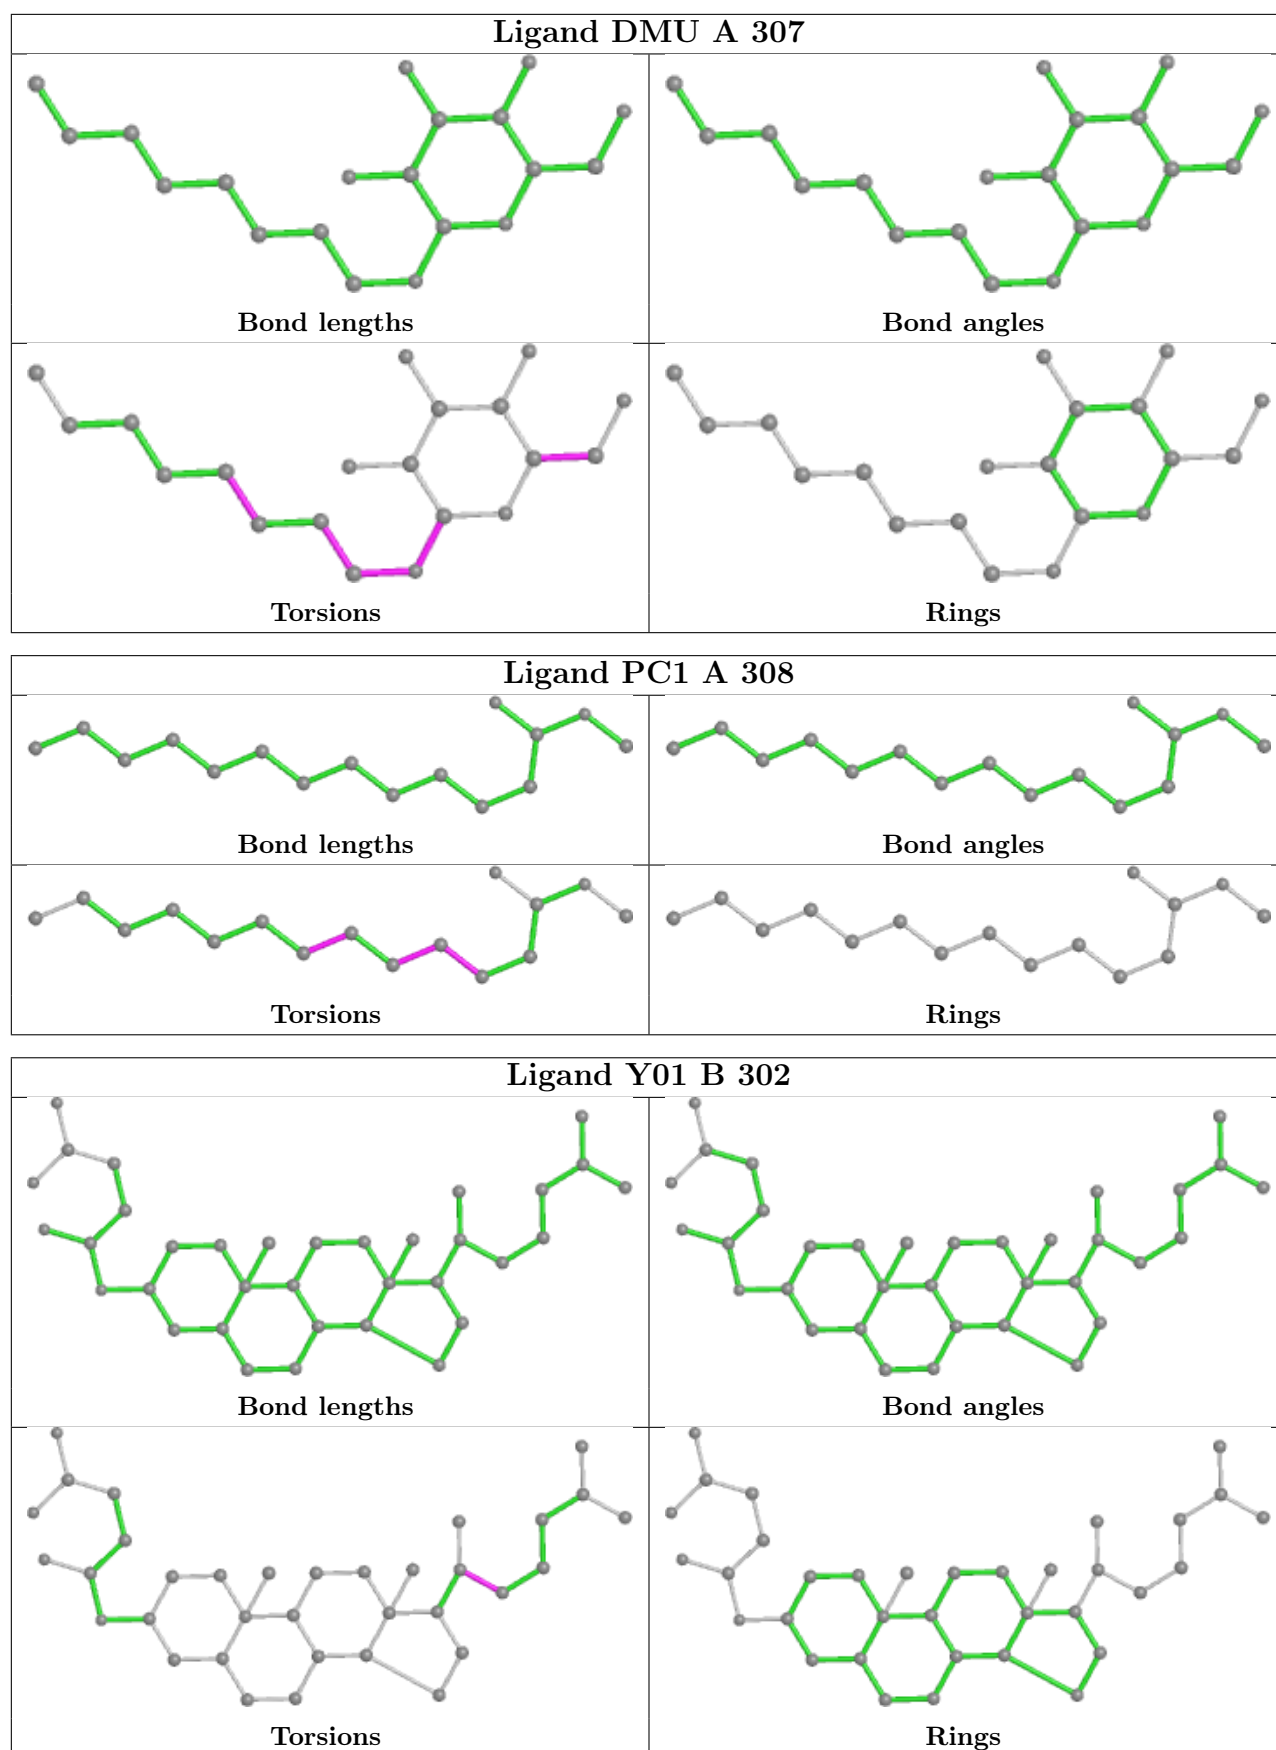 Ligand DMU A 307
Bond lengths
Bond angles
Torsions
Rings
Ligand PC1 A 308
Bond lengths
Bond angles
Torsions
Rings
Ligand Y01 B 302
Bond lengths
Bond angles
Torsions
Rings